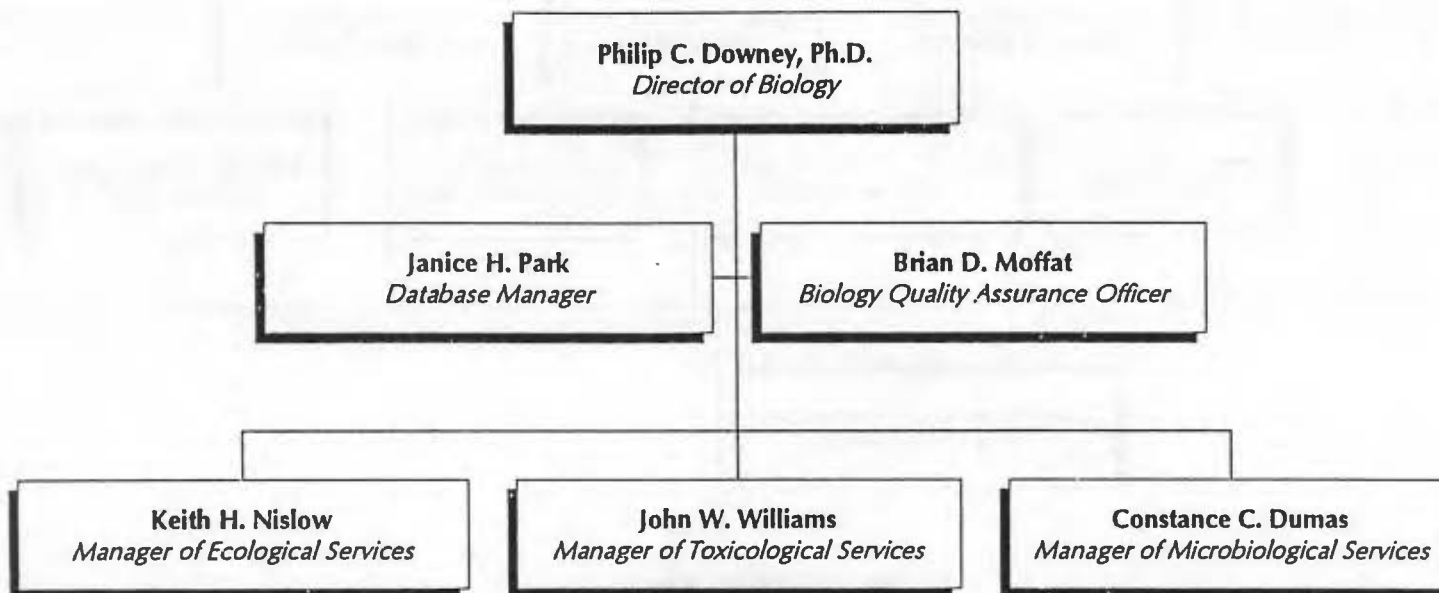 Philip C. Downey, Ph.D.
Director of Biology
Janice H. Park
Database Manager
Brian D. Moffat
Biology Quality Assurance Officer
Keith H. Nislow
Manager of Ecological Services
John W. Williams
Manager of Toxicological Services
Constance C. Dumas
Manager of Microbiological Services